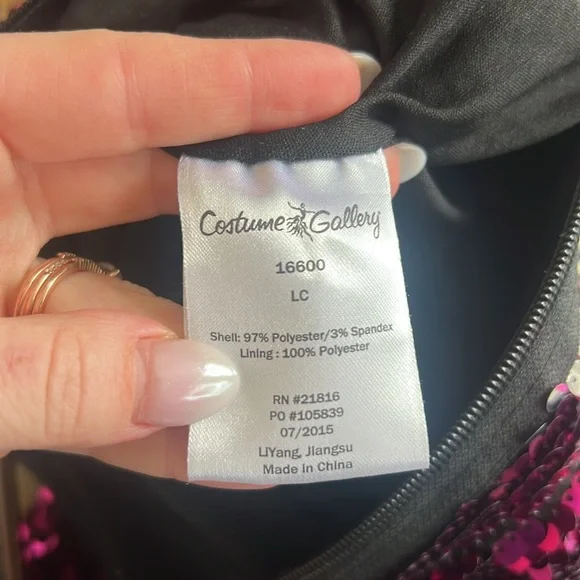 Costume Gallery
16600
LC
Shell: 97% Polyester/3% Spandex
Lining : 100% Polyester
RN #21816
PO #105839
07/2015
LiYang, Jiangsu
Made in China